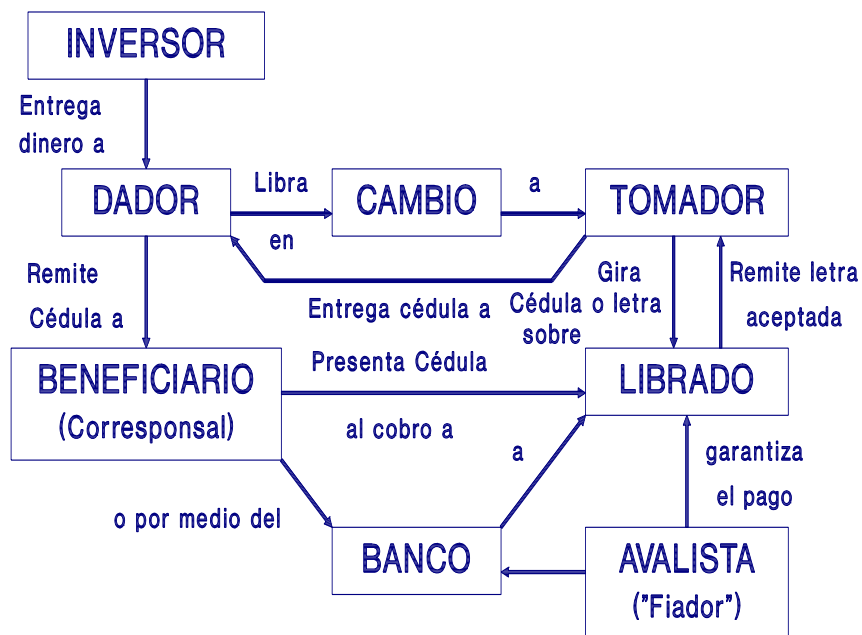 INVERSOR
Entrega
dinero a
DADOR
Libra
en
CAMBIO
a
TOMADOR
Remite
Cédula a
Entrega cédula a
Gira
Cédula o letra
sobre
Remite letra
aceptada
BENEFICIARIO
(Corresponsal)
Presenta Cédula
al cobro a
LIBRADO
o por medio del
a
garantiza
el pago
BANCO
AVALISTA
("Fiador")